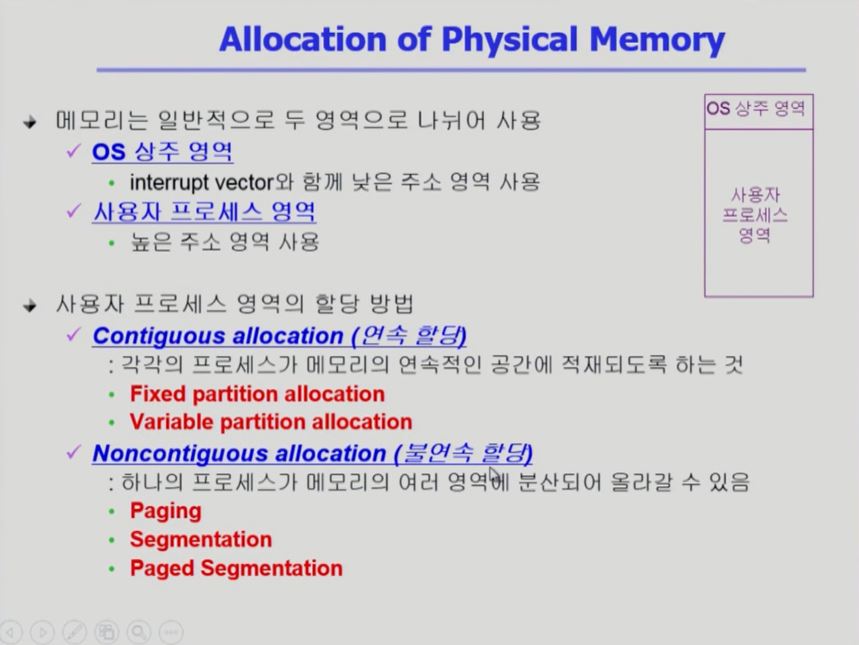 Allocation of Physical Memory
메모리는 일반적으로 두 영역으로 나뉘어 사용
OS 상주 영역
interrupt vector와 함께 낮은 주소 영역 사용
사용자 프로세스 영역
높은 주소 영역 사용
OS 상주 영역
사용자
프로세스
영역
사용자 프로세스 영역의 할당 방법
Contiguous allocation (연속 할당)
: 각각의 프로세스가 메모리의 연속적인 공간에 적재되도록 하는 것
Fixed partition allocation
Variable partition allocation
Noncontiguous allocation (불연속 할당)
: 하나의 프로세스가 메모리의 여러 영역에 분산되어 올라갈 수 있음
Paging
Segmentation
Paged Segmentation